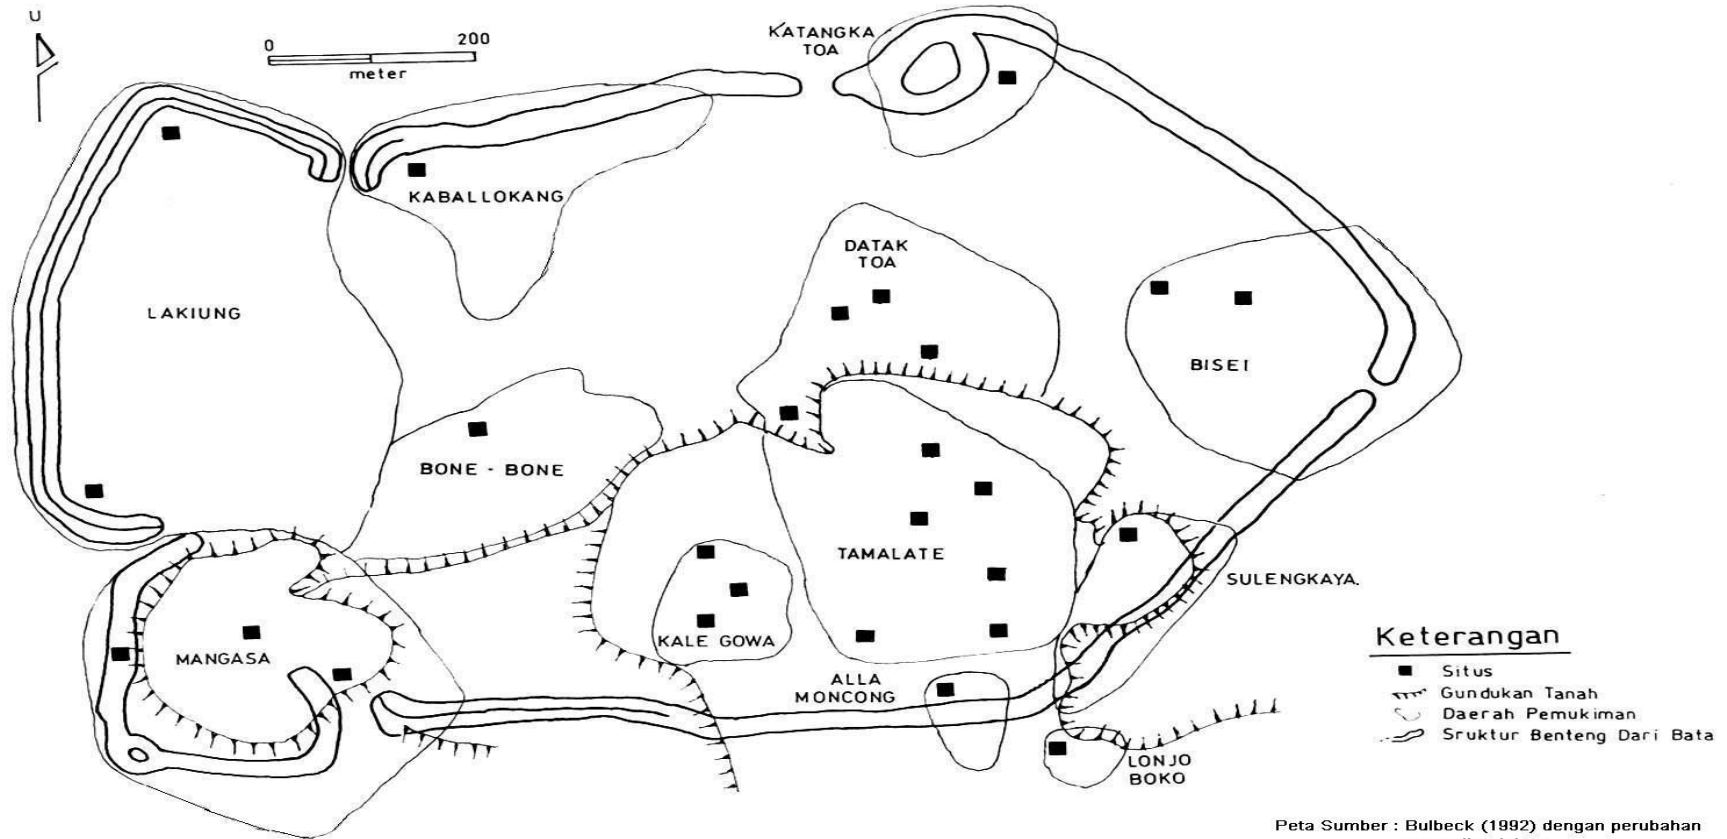 U
0 200
meter
KATANGKA
TOA
KABALLOKANG
DATAK
TOA
LAKIUNG
BISEI
BONE - BONE
TAMALATE
SULENGKAYA.
KALE GOWA
MANGASA
ALLA
MONCONG
LONJO
BOKO
Keterangan
Situs
Gundukan Tanah
Daerah Pemukiman
Sruktur Benteng Dari Bata
Peta Sumber : Bulbeck (1992) dengan perubahan